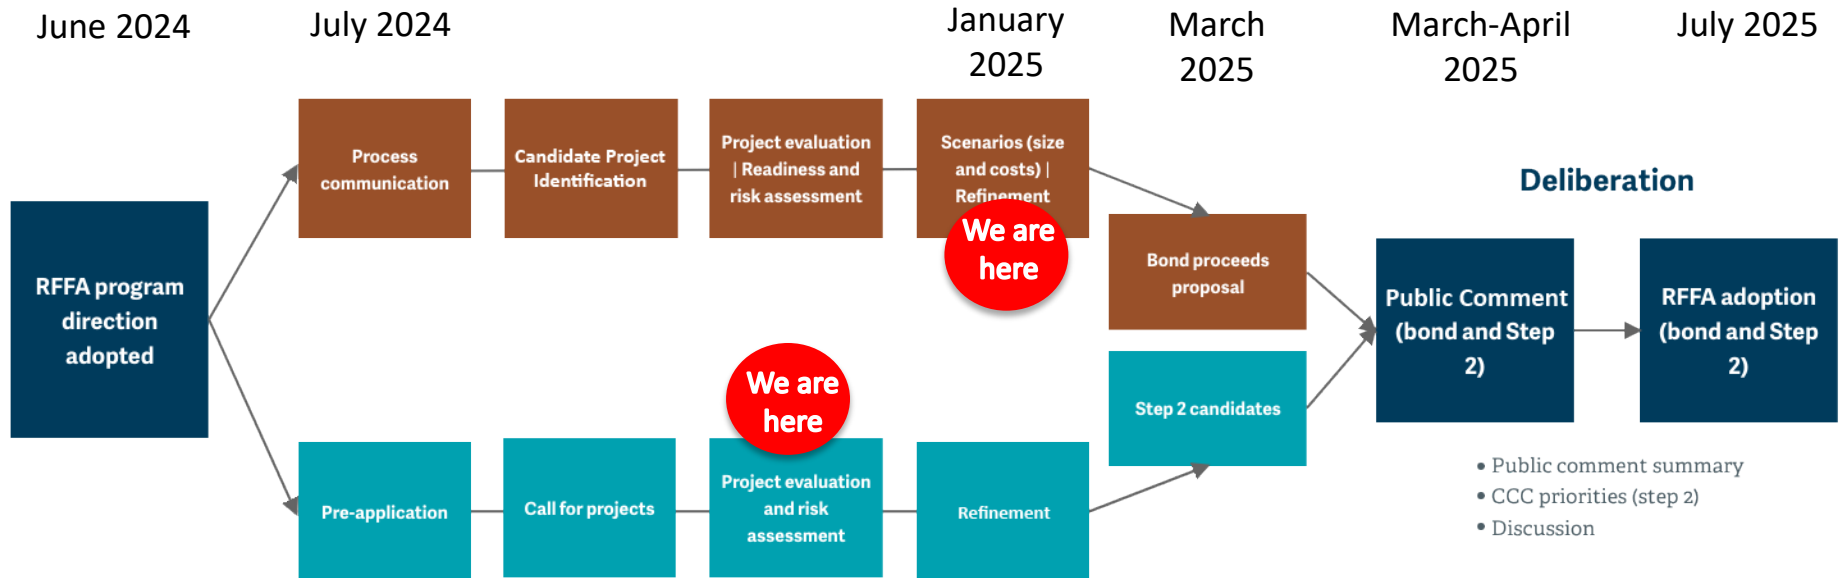 June 2024
July 2024
January
2025
March
2025
March-April
2025
July 2025
RFFA program
direction
adopted
Process
communication
Candidate Project
Identification
Project evaluation
| Readiness and
risk assessment
Scenarios (size
and costs) |
Refinement
We are
here
Bond proceeds
proposal
Deliberation
Public Comment
(bond and Step
2)
RFFA adoption
(bond and Step
2)
We are
here
Pre-application
Call for projects
Project evaluation
and risk
assessment
Refinement
Step 2 candidates
• Public comment summary
• CCC priorities (step 2)
• Discussion